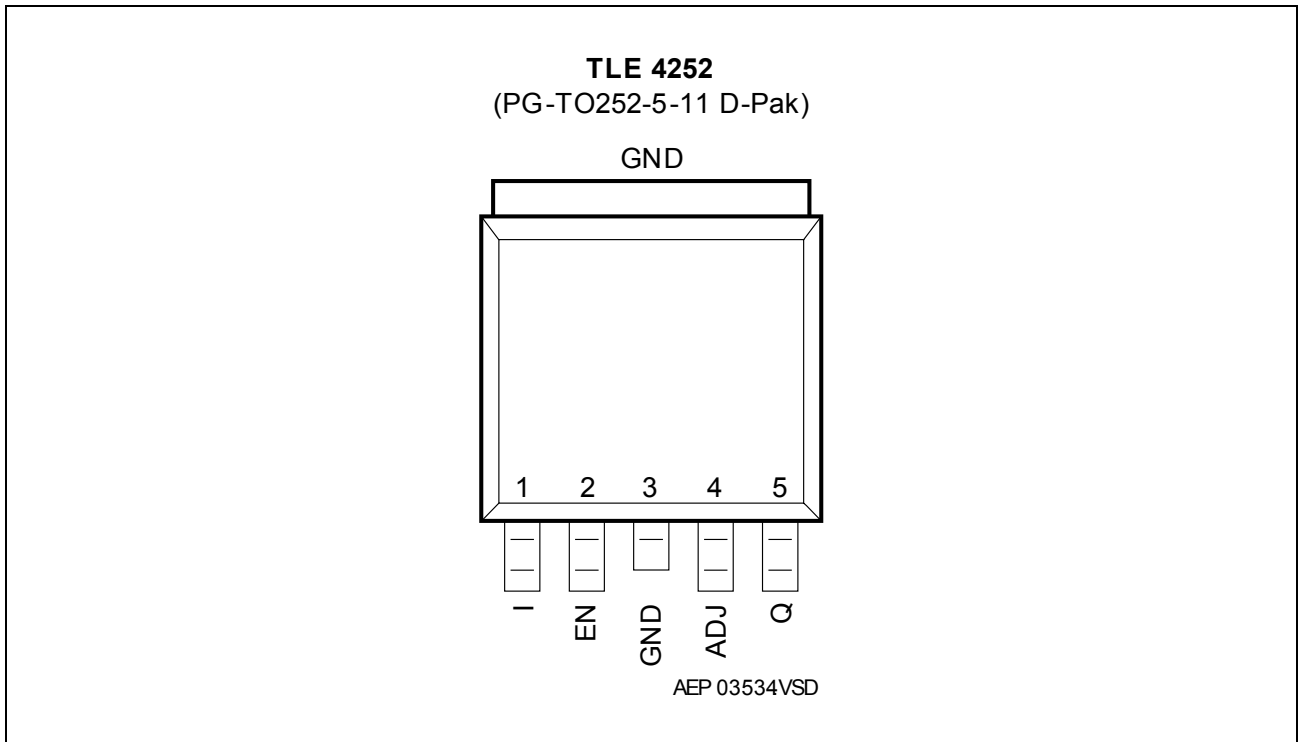 TLE 4252
(PG-TO252-5-11 D-Pak)
GND
1 2 3 4 5
I EN GND ADJ Q
AEP 03534VSD